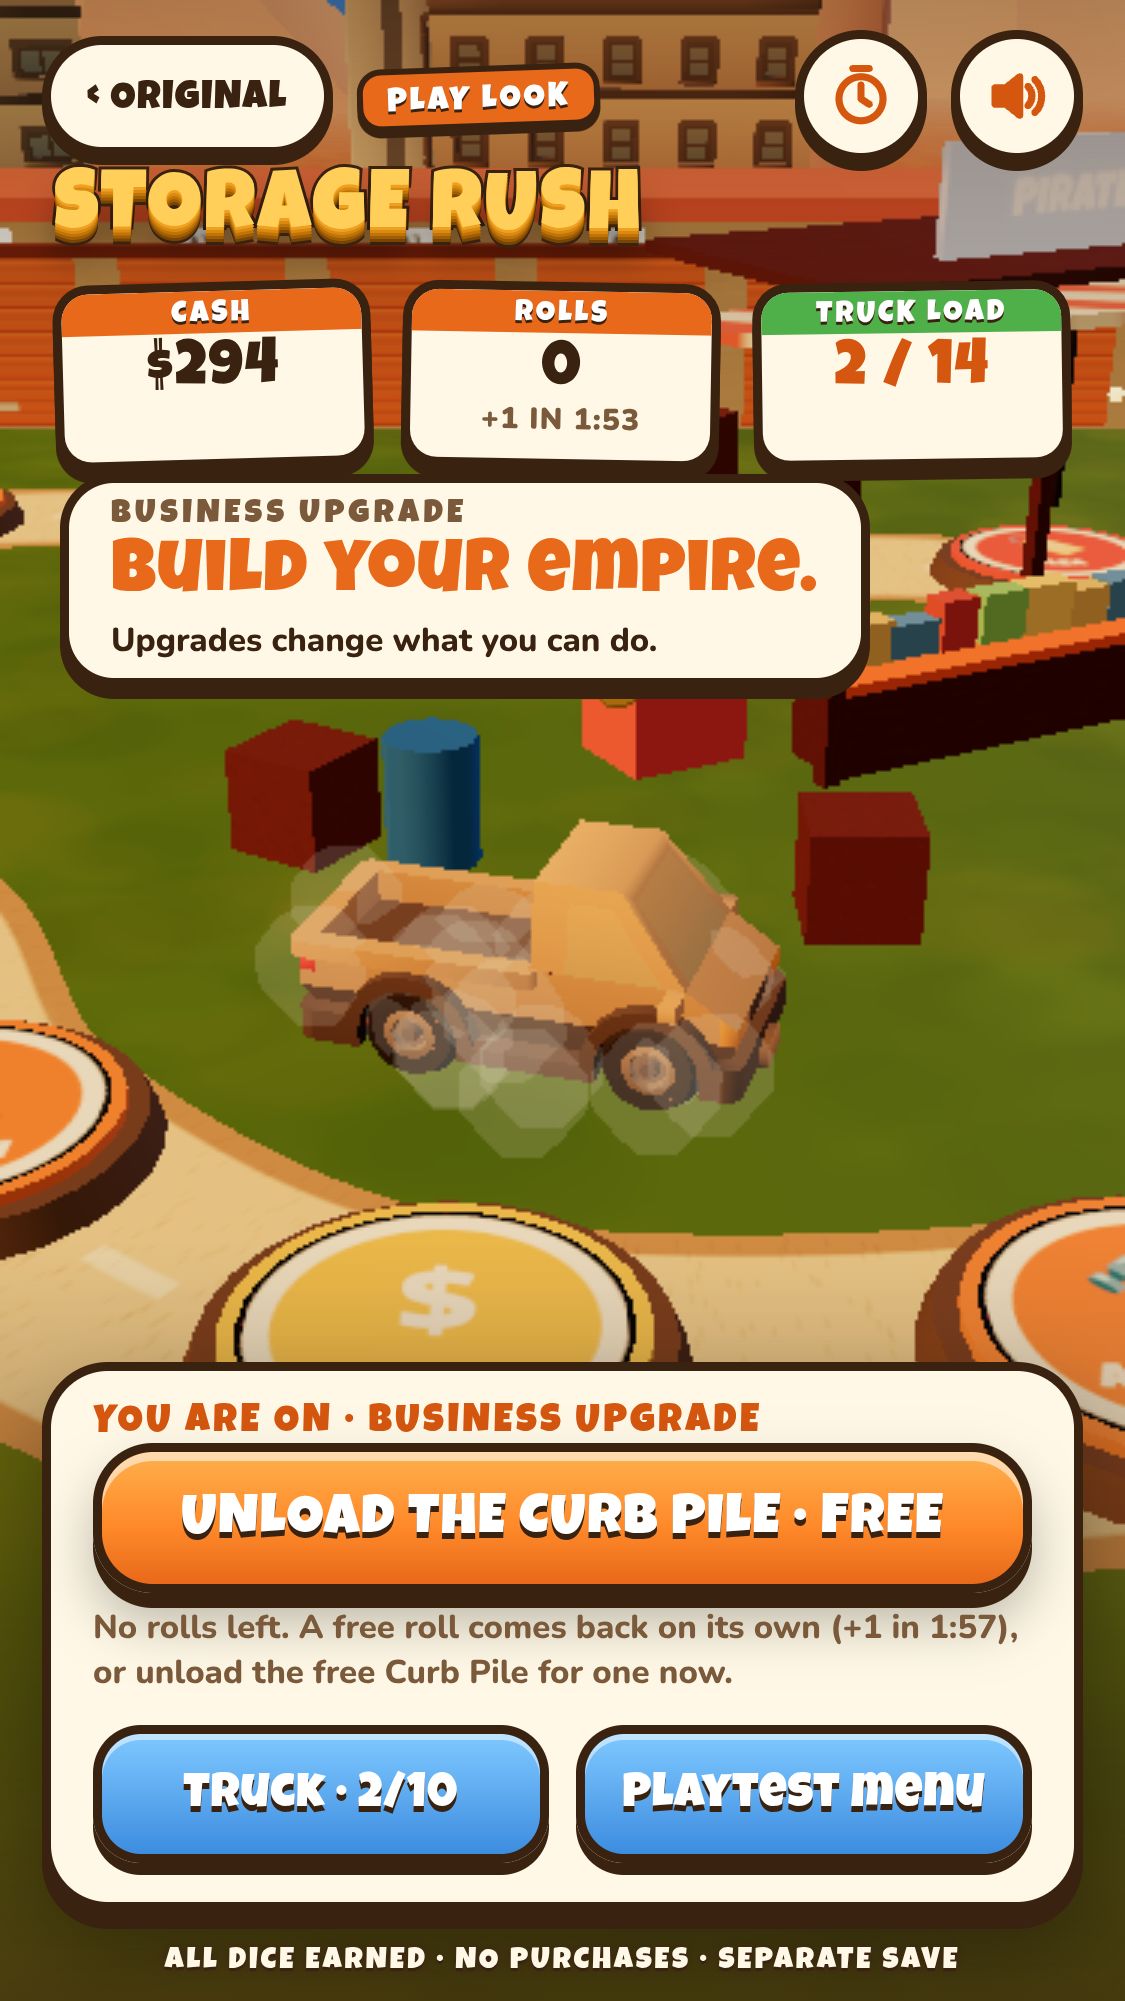 ‹ ORIGINAL
PLAY LOOK
PIRATE
STORAGE RUSH
CASH
$294
ROLLS
0
+1 IN 1:53
TRUCK LOAD
2 / 14
BUSINESS UPGRADE
BUILD YOUR EMPIRE.
Upgrades change what you can do.
$
YOU ARE ON · BUSINESS UPGRADE
UNLOAD THE CURB PILE · FREE
No rolls left. A free roll comes back on its own (+1 in 1:57),
or unload the free Curb Pile for one now.
TRUCK · 2/10
PLAYTEST MENU
ALL DICE EARNED · NO PURCHASES · SEPARATE SAVE